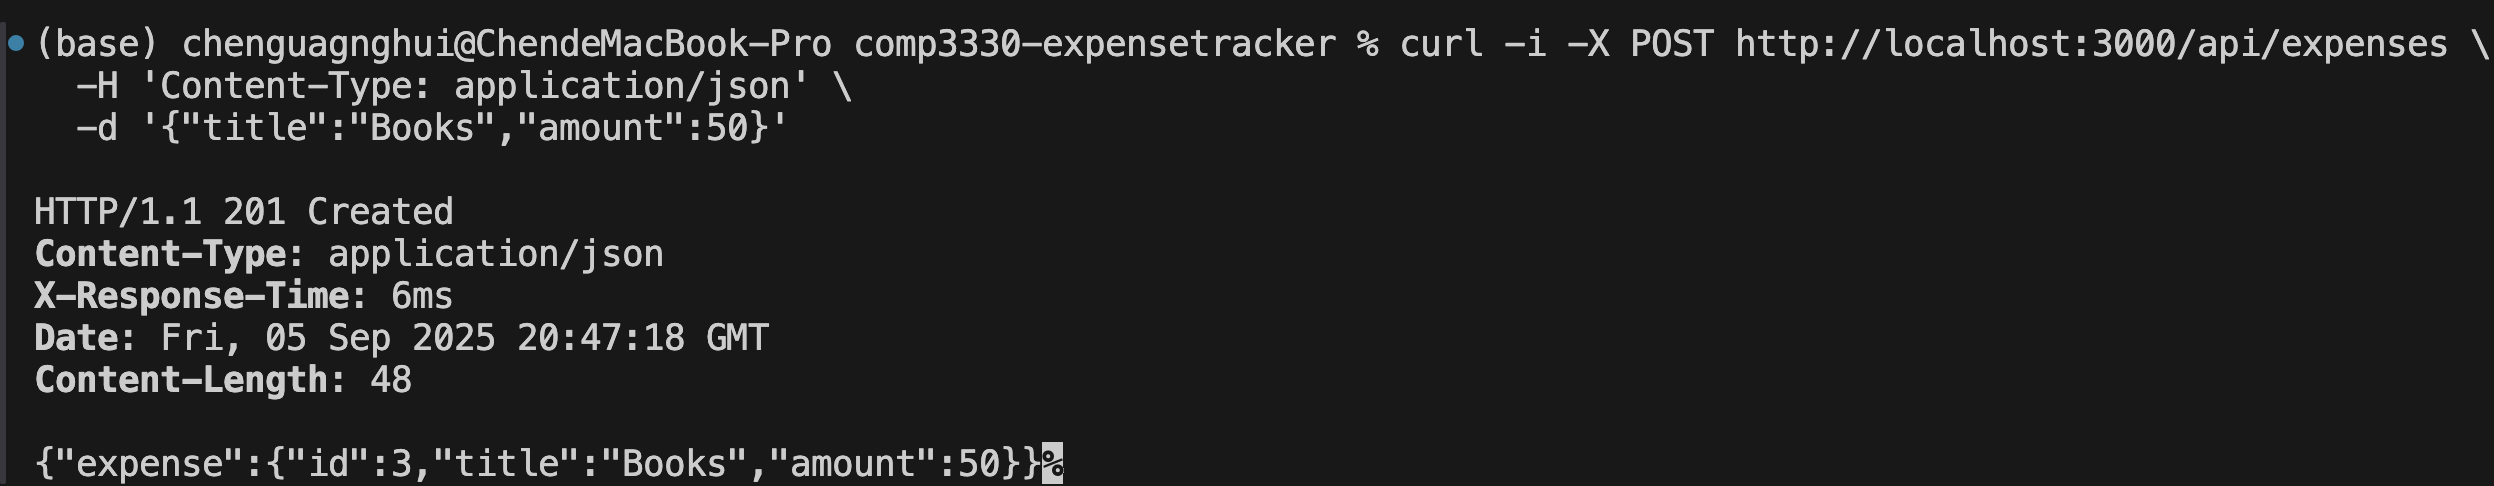 (base) chenguagnghui@ChendeMacBook-Pro comp3330-expensetracker % curl -i -X POST http://localhost:3000/api/expenses \
  -H 'Content-Type: application/json' \
  -d '{"title":"Books","amount":50}'
HTTP/1.1 201 Created
Content-Type: application/json
X-Response-Time: 6ms
Date: Fri, 05 Sep 2025 20:47:18 GMT
Content-Length: 48
{"expense":{"id":3,"title":"Books","amount":50}}%